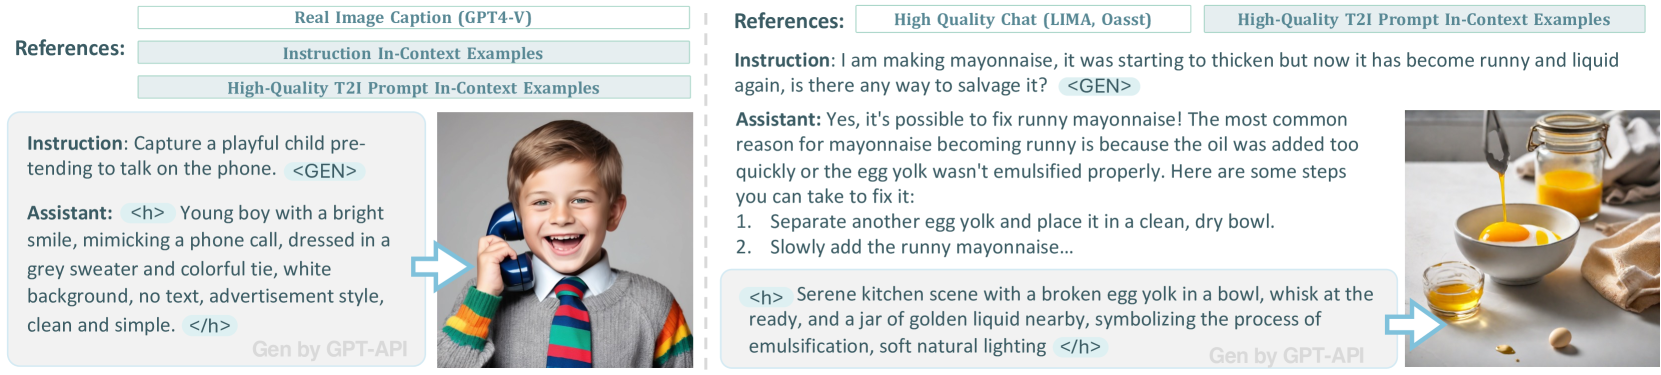 References:
Real Image Caption (GPT4-V)
Instruction In-Context Examples
High-Quality T2I Prompt In-Context Examples
Instruction: Capture a playful child pre-
tending to talk on the phone. <GEN>
Assistant: <h> Young boy with a bright
smile, mimicking a phone call, dressed in a
grey sweater and colorful tie, white
background, no text, advertisement style,
clean and simple. </h>
Gen by GPT-API
References:
High Quality Chat (LIMA, Oasst)
High-Quality T2I Prompt In-Context Examples
Instruction: I am making mayonnaise, it was starting to thicken but now it has become runny and liquid
again, is there any way to salvage it? <GEN>
Assistant: Yes, it's possible to fix runny mayonnaise! The most common
reason for mayonnaise becoming runny is because the oil was added too
quickly or the egg yolk wasn't emulsified properly. Here are some steps
you can take to fix it:
1. Separate another egg yolk and place it in a clean, dry bowl.
2. Slowly add the runny mayonnaise...
<h> Serene kitchen scene with a broken egg yolk in a bowl, whisk at the
ready, and a jar of golden liquid nearby, symbolizing the process of
emulsification, soft natural lighting </h>
Gen by GPT-API